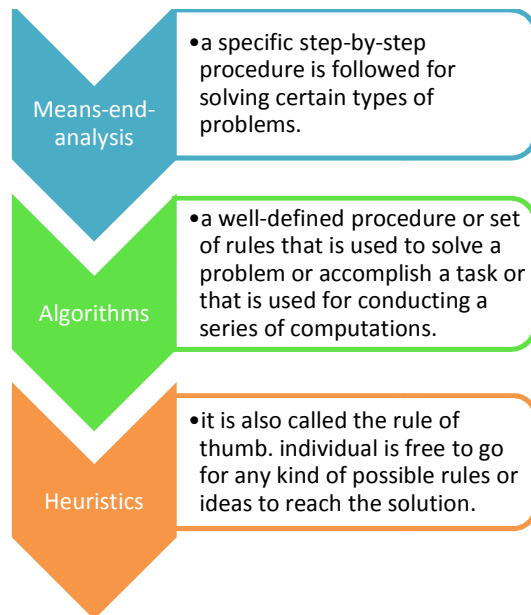 Means-end-
analysis
•a specific step-by-step
procedure is followed for
solving certain types of
problems.
Algorithms
•a well-defined procedure or set
of rules that is used to solve a
problem or accomplish a task or
that is used for conducting a
series of computations.
Heuristics
•it is also called the rule of
thumb. individual is free to go
for any kind of possible rules or
ideas to reach the solution.